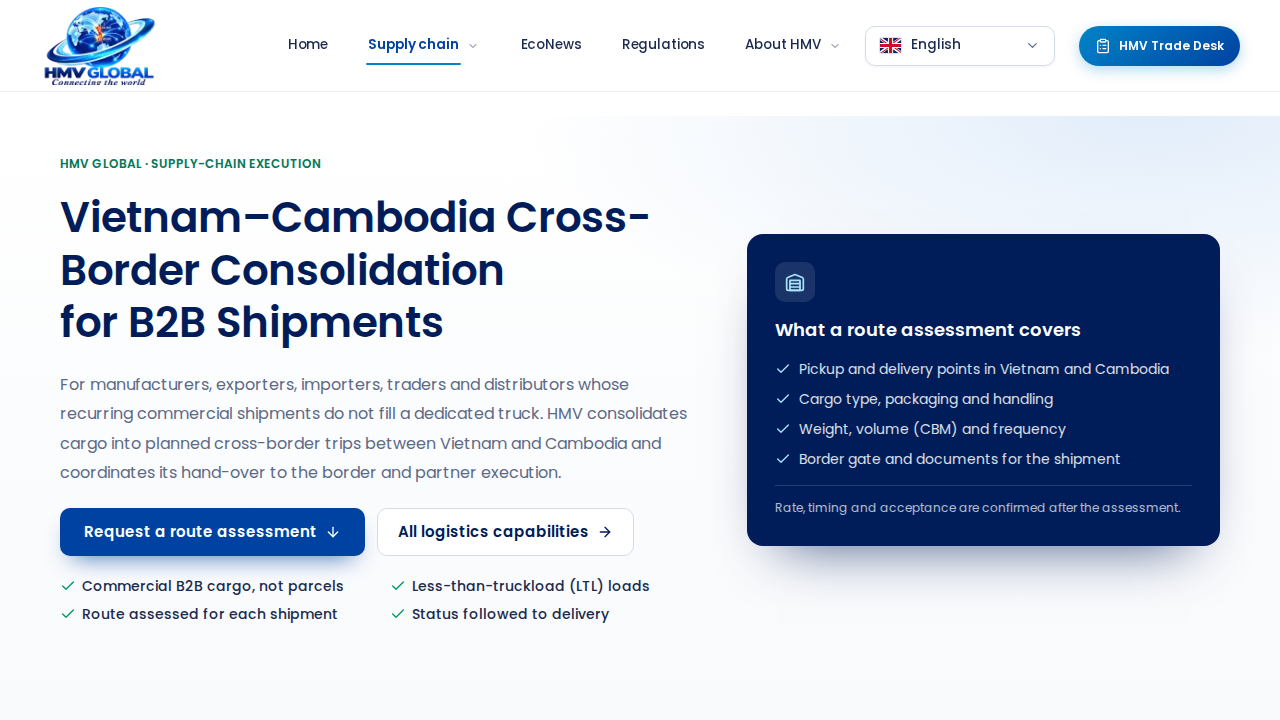 HMV GLOBAL
Connecting the world
Home
Supply chain
EcoNews
Regulations
About HMV
English
HMV Trade Desk
HMV GLOBAL · SUPPLY-CHAIN EXECUTION
Vietnam–Cambodia Cross-
Border Consolidation
for B2B Shipments
For manufacturers, exporters, importers, traders and distributors whose
recurring commercial shipments do not fill a dedicated truck. HMV consolidates
cargo into planned cross-border trips between Vietnam and Cambodia and
coordinates its hand-over to the border and partner execution.
Request a route assessment
All logistics capabilities
Commercial B2B cargo, not parcels
Less-than-truckload (LTL) loads
Route assessed for each shipment
Status followed to delivery
What a route assessment covers
Pickup and delivery points in Vietnam and Cambodia
Cargo type, packaging and handling
Weight, volume (CBM) and frequency
Border gate and documents for the shipment
Rate, timing and acceptance are confirmed after the assessment.